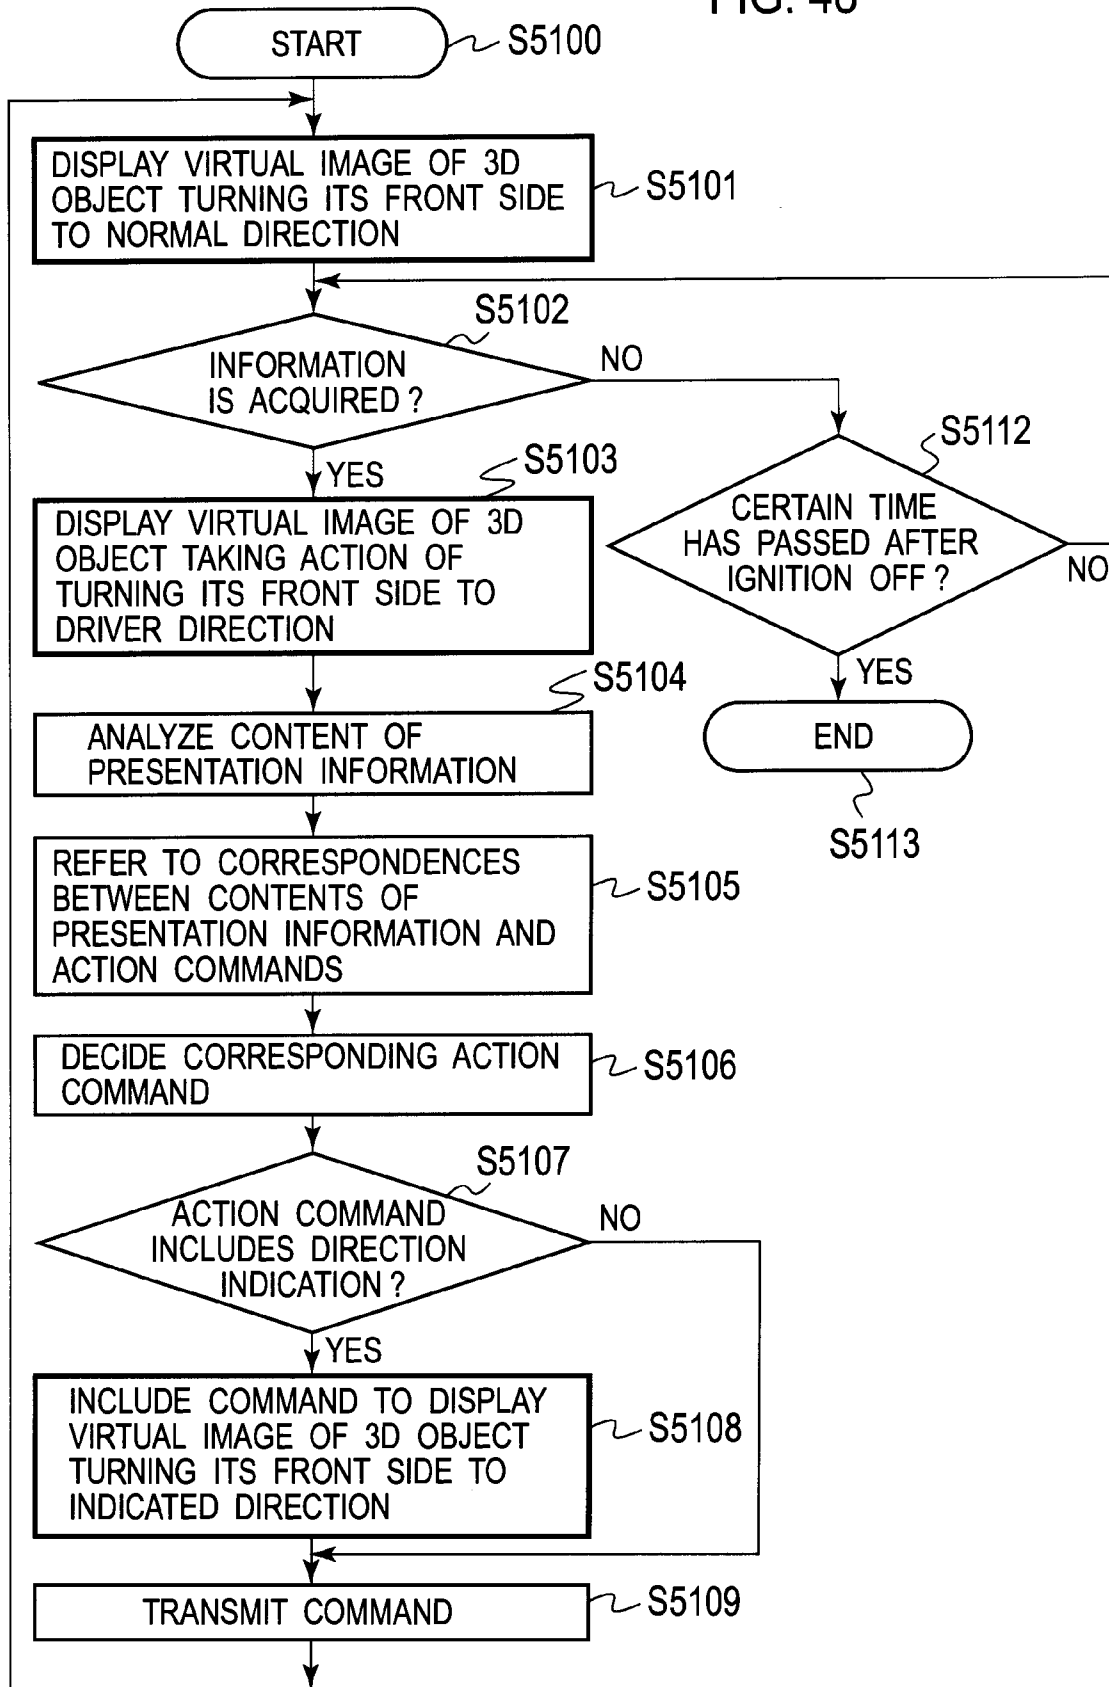 START
S5100
DISPLAY VIRTUAL IMAGE OF 3D
OBJECT TURNING ITS FRONT SIDE
TO NORMAL DIRECTION
S5101
S5102
INFORMATION
IS ACQUIRED ?
NO
YES
S5103
DISPLAY VIRTUAL IMAGE OF 3D
OBJECT TAKING ACTION OF
TURNING ITS FRONT SIDE TO
DRIVER DIRECTION
S5112
CERTAIN TIME
HAS PASSED AFTER
IGNITION OFF ?
NO
YES
END
S5113
S5104
ANALYZE CONTENT OF
PRESENTATION INFORMATION
REFER TO CORRESPONDENCES
BETWEEN CONTENTS OF
PRESENTATION INFORMATION AND
ACTION COMMANDS
S5105
DECIDE CORRESPONDING ACTION
COMMAND
S5106
S5107
ACTION COMMAND
INCLUDES DIRECTION
INDICATION ?
NO
YES
INCLUDE COMMAND TO DISPLAY
VIRTUAL IMAGE OF 3D OBJECT
TURNING ITS FRONT SIDE TO
INDICATED DIRECTION
S5108
TRANSMIT COMMAND
S5109